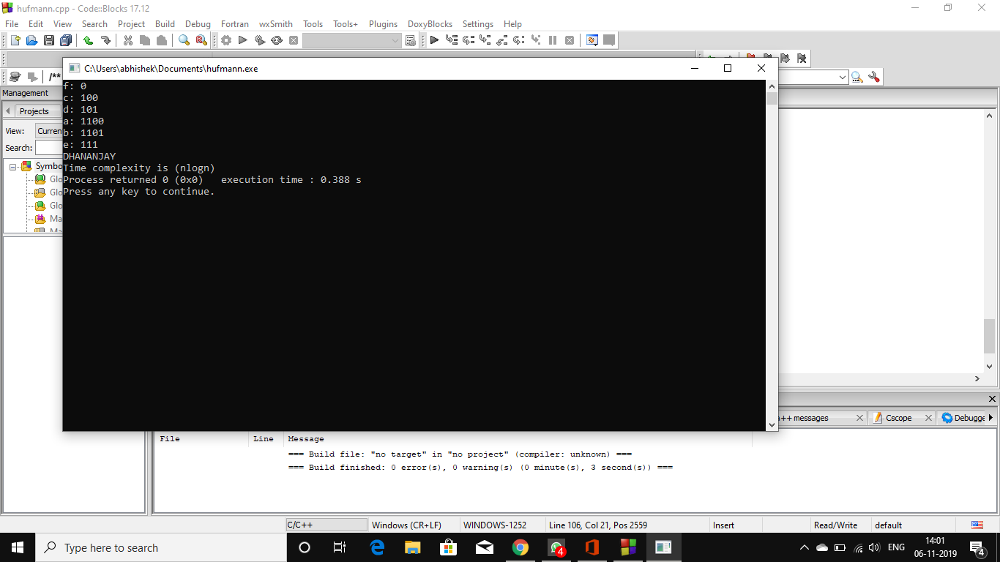 hufmann.cpp - Code::Blocks 17.12
File Edit View Search Project Build Debug Fortran wxSmith Tools Tools+ Plugins DoxyBlocks Settings Help
/**
C:\Users\abhishek\Documents\hufmann.exe
f: 0
c: 100
d: 101
a: 1100
b: 1101
e: 111
DHANANJAY
Time complexity is (nlogn)
Process returned 0 (0x0)   execution time : 0.388 s
Press any key to continue.
Management
Projects
View: Curren
Search:
Symbo
Glo
Glo
Glo
Ma
Ma
++ messages Cscope Debugge
File Line Message
=== Build file: "no target" in "no project" (compiler: unknown) ===
=== Build finished: 0 error(s), 0 warning(s) (0 minute(s), 3 second(s)) ===
C/C++ Windows (CR+LF) WINDOWS-1252 Line 106, Col 21, Pos 2559 Insert Read/Write default
Type here to search
4
ENG
14:01
06-11-2019
4